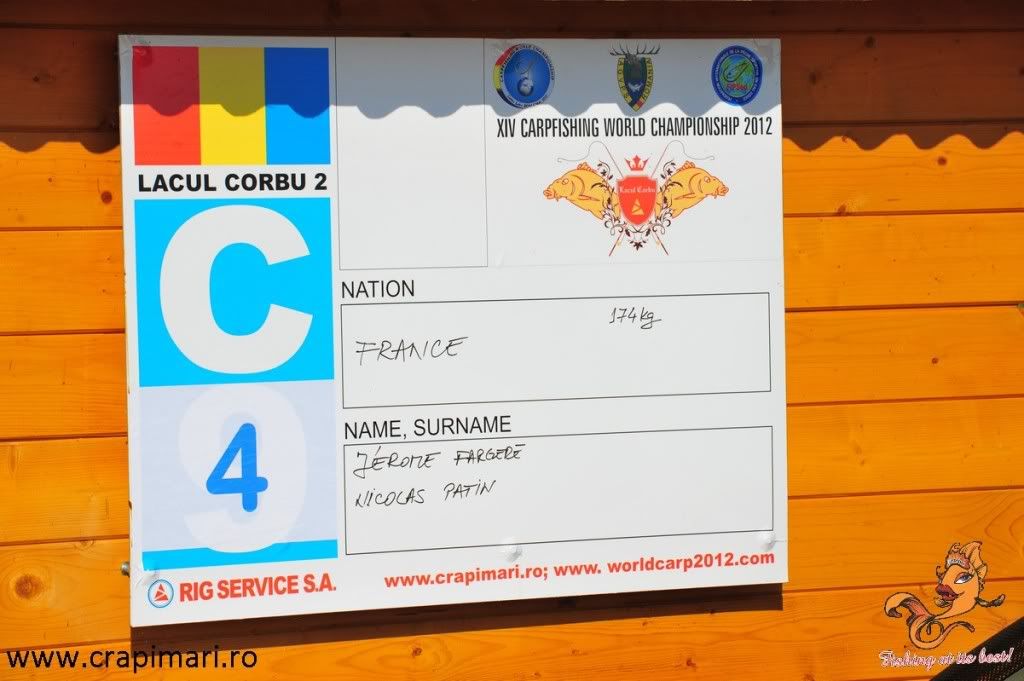 XIV CARPFISHING WORLD CHAMPIONSHIP 2012
Lacul Corbu
LACUL CORBU 2
C
4
9
NATION
174kg
FRANCE
NAME, SURNAME
JÉROME FARGERE
NICOLAS PATIN
RIG SERVICE S.A.
www.crapimari.ro; www. worldcarp2012.com
www.crapimari.ro
Fishing at its best!